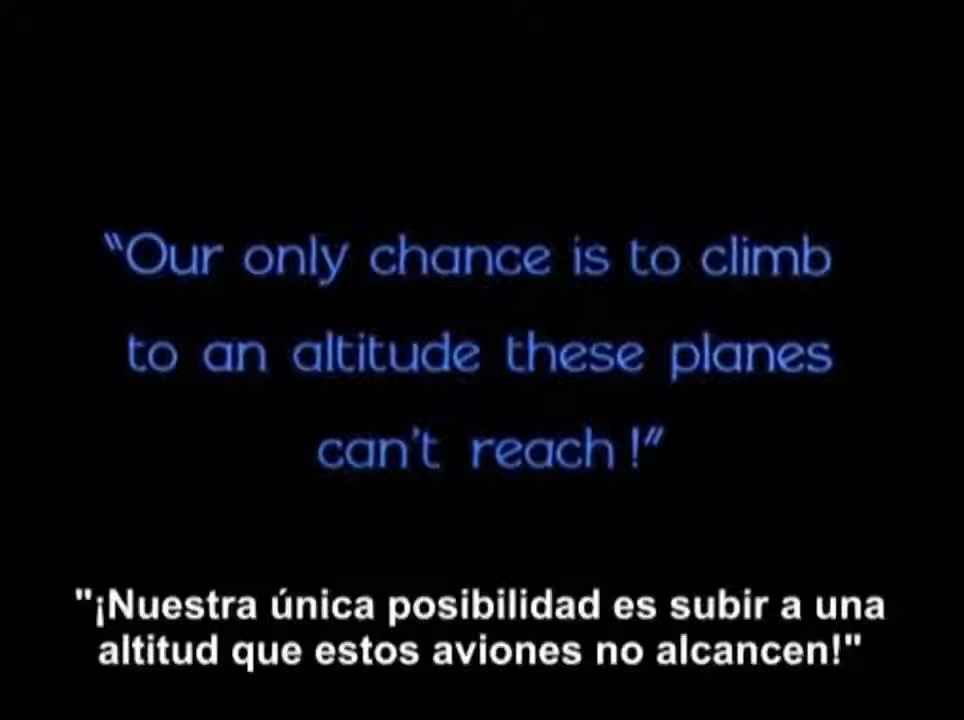 “Our only chance is to climb
to an altitude these planes
can't reach!”
"¡Nuestra única posibilidad es subir a una
altitud que estos aviones no alcancen!"